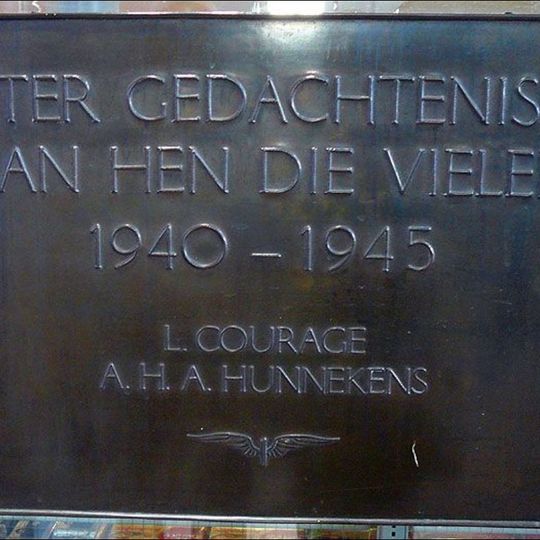 TER GEDACHTENIS
AN HEN DIE VIELE
1940 – 1945
L. COURAGE
A. H. A. HUNNEKENS